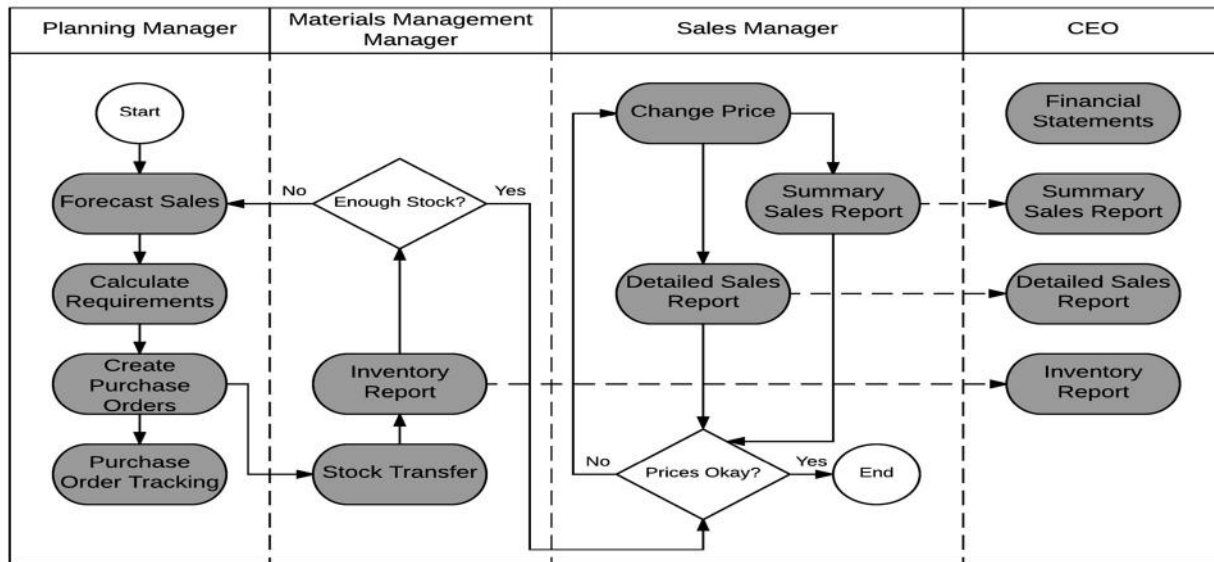 Planning Manager
Materials Management
Manager
Sales Manager
CEO
Start
Forecast Sales
Calculate
Requirements
Create
Purchase
Orders
Purchase
Order Tracking
No
Enough Stock?
Yes
Inventory
Report
Stock Transfer
Change Price
Summary
Sales Report
Detailed Sales
Report
No
Prices Okay?
Yes
End
Financial
Statements
Summary
Sales Report
Detailed Sales
Report
Inventory
Report